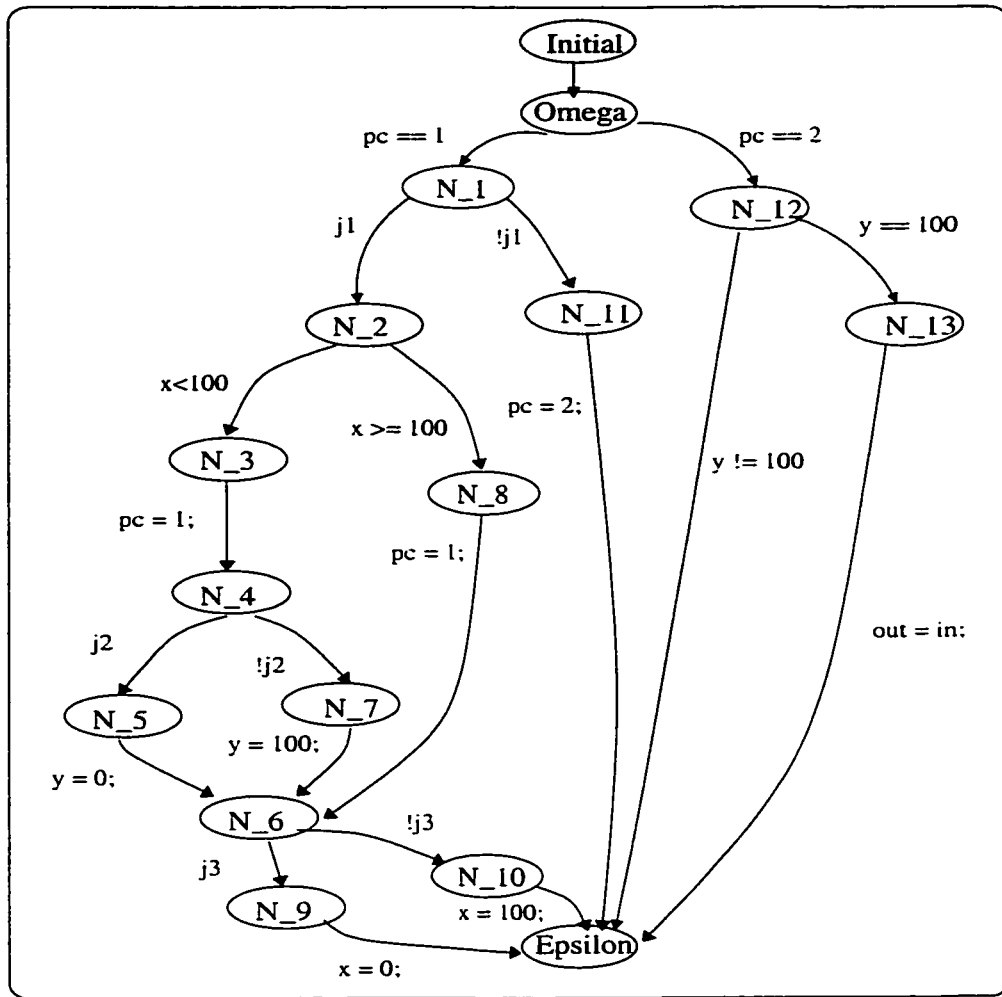 Initial
Omega
pc == 1
pc == 2
N_1
N_12
j1
!j1
y == 100
N_2
N_11
N_13
x<100
x >= 100
pc = 2;
N_3
y != 100
N_8
pc = 1;
pc = 1;
N_4
j2
!j2
out = in;
N_5
N_7
y = 0;
y = 100;
N_6
!j3
j3
N_10
N_9
x = 100;
Epsilon
x = 0;